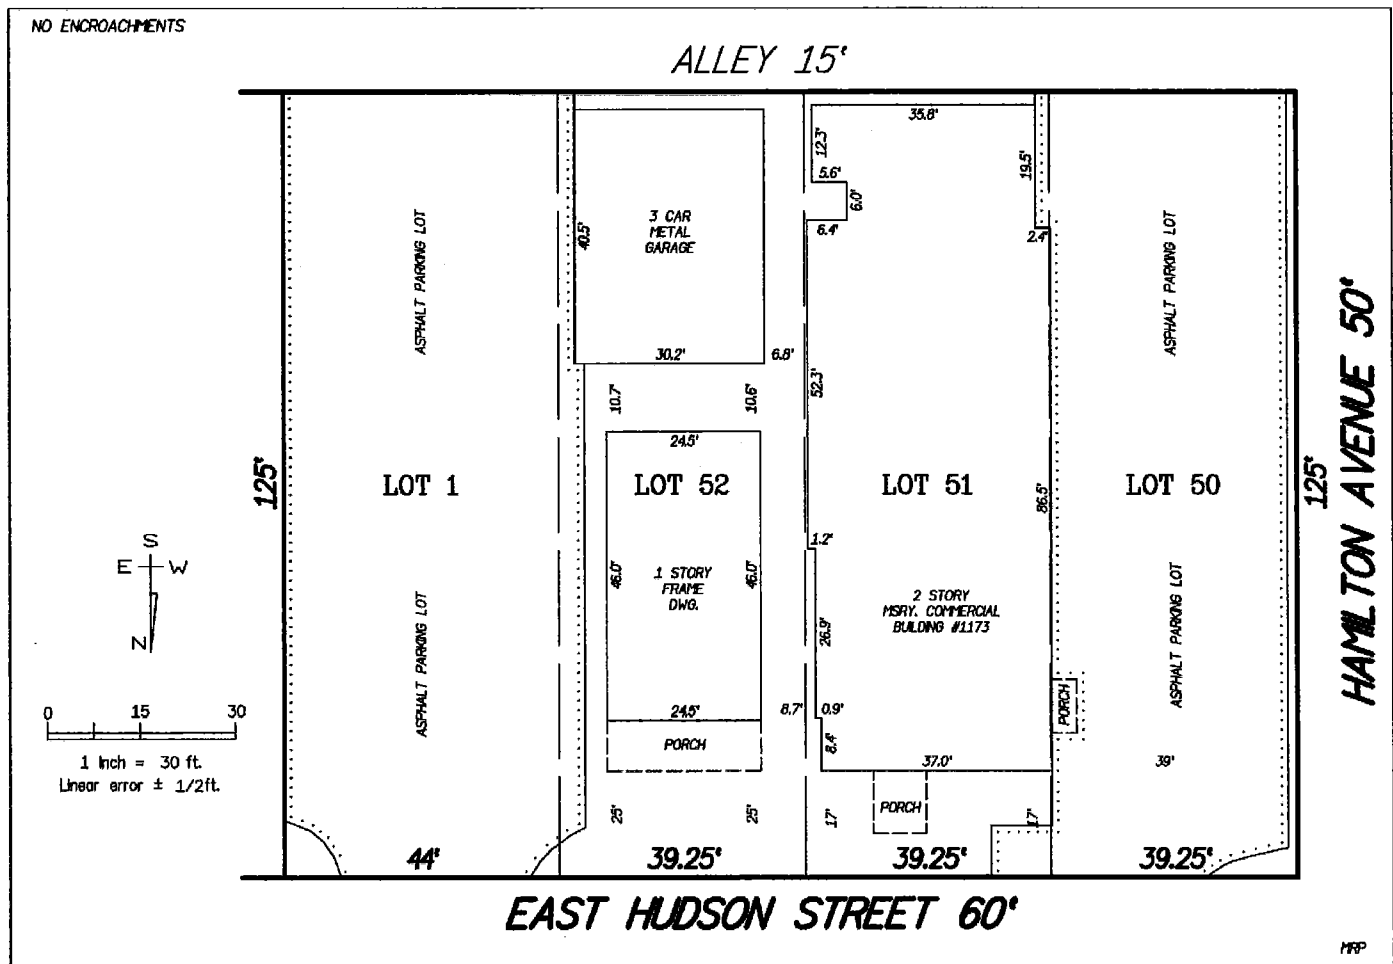 NO ENCROACHMENTS
ALLEY 15'
35.8'
12.3'
5.6'
6.0'
6.4'
19.5'
2.4'
3 CAR
METAL
GARAGE
40.5'
30.2'
6.8'
ASPHALT PARKING LOT
ASPHALT PARKING LOT
10.7'
10.6'
52.3'
24.5'
125'
LOT 1
LOT 52
LOT 51
LOT 50
86.5'
125'
HAMILTON AVENUE 50'
S
E W
N
1.2'
46.0'
46.0'
1 STORY
FRAME
DWG.
2 STORY
MSRY. COMMERCIAL
BUILDING #1173
26.9'
ASPHALT PARKING LOT
ASPHALT PARKING LOT
24.5'
8.7'
0.9'
8.4'
PORCH
PORCH
37.0'
39'
0 15 30
1 Inch = 30 ft.
Linear error ± 1/2ft.
25'
25'
17'
PORCH
17'
44'
39.25'
39.25'
39.25'
EAST HUDSON STREET 60'
MRP